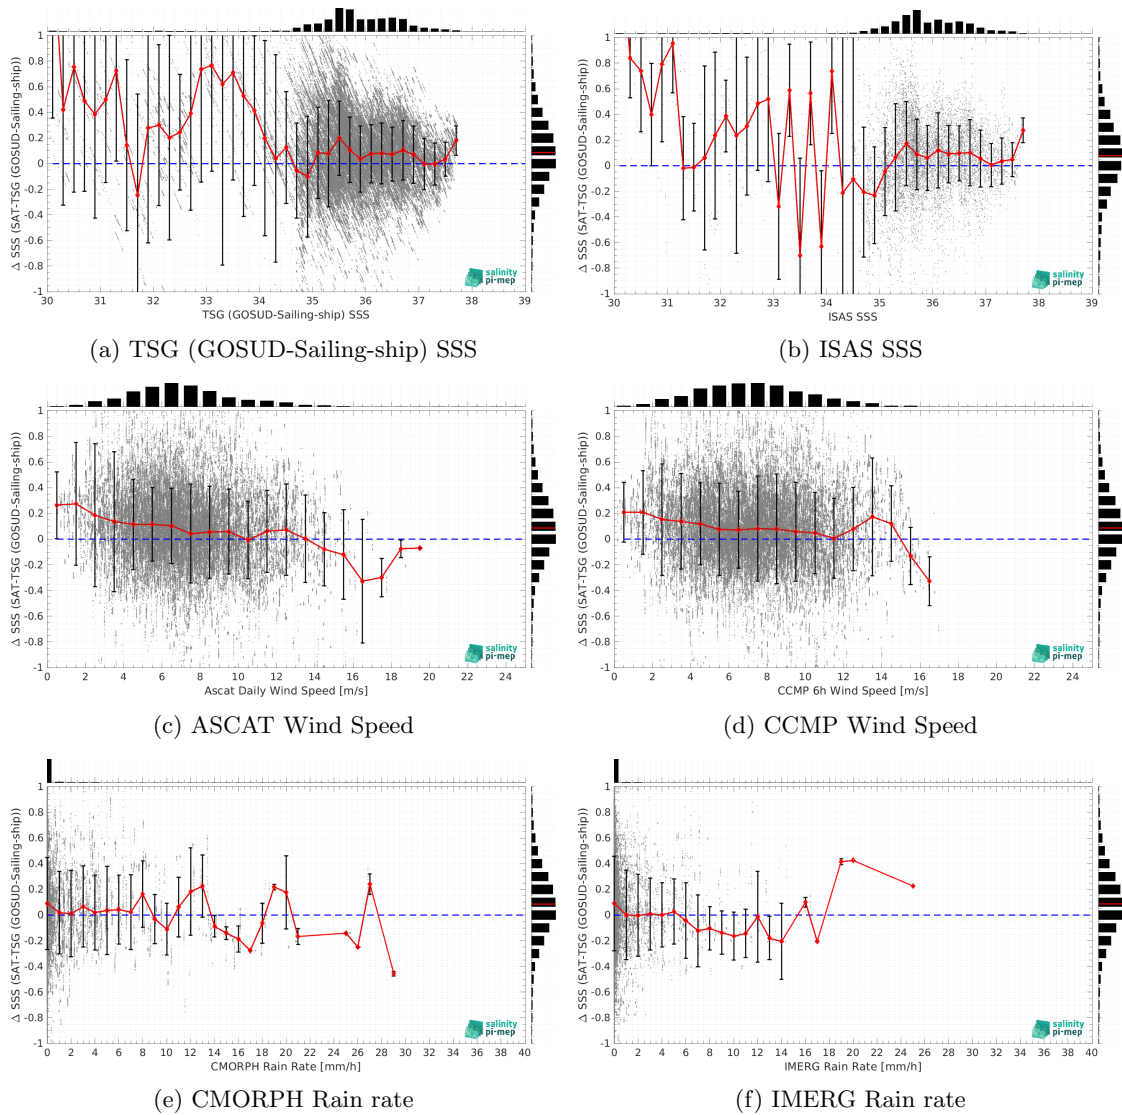 1
0.8
0.6
0.4
0.2
0
-0.2
-0.4
-0.6
-0.8
-1
Δ SSS (SAT-TSG (GOSUD-Sailing-ship))
30 31 32 33 34 35 36 37 38 39
TSG (GOSUD-Sailing-ship) SSS
salinity
pi-mep
(a) TSG (GOSUD-Sailing-ship) SSS
1
0.8
0.6
0.4
0.2
0
-0.2
-0.4
-0.6
-0.8
-1
Δ SSS (SAT-TSG (GOSUD-Sailing-ship))
30 31 32 33 34 35 36 37 38 39
ISAS SSS
salinity
pi-mep
(b) ISAS SSS
1
0.8
0.6
0.4
0.2
0
-0.2
-0.4
-0.6
-0.8
-1
Δ SSS (SAT-TSG (GOSUD-Sailing-ship))
0 2 4 6 8 10 12 14 16 18 20 22 24
Ascat Daily Wind Speed [m/s]
salinity
pi-mep
(c) ASCAT Wind Speed
1
0.8
0.6
0.4
0.2
0
-0.2
-0.4
-0.6
-0.8
-1
Δ SSS (SAT-TSG (GOSUD-Sailing-ship))
0 2 4 6 8 10 12 14 16 18 20 22 24
CCMP 6h Wind Speed [m/s]
salinity
pi-mep
(d) CCMP Wind Speed
1
0.8
0.6
0.4
0.2
0
-0.2
-0.4
-0.6
-0.8
-1
Δ SSS (SAT-TSG (GOSUD-Sailing-ship))
0 2 4 6 8 10 12 14 16 18 20 22 24 26 28 30 32 34 36 38 40
CMORPH Rain Rate [mm/h]
salinity
pi-mep
(e) CMORPH Rain rate
1
0.8
0.6
0.4
0.2
0
-0.2
-0.4
-0.6
-0.8
-1
Δ SSS (SAT-TSG (GOSUD-Sailing-ship))
0 2 4 6 8 10 12 14 16 18 20 22 24 26 28 30 32 34 36 38 40
IMERG Rain Rate [mm/h]
salinity
pi-mep
(f) IMERG Rain rate